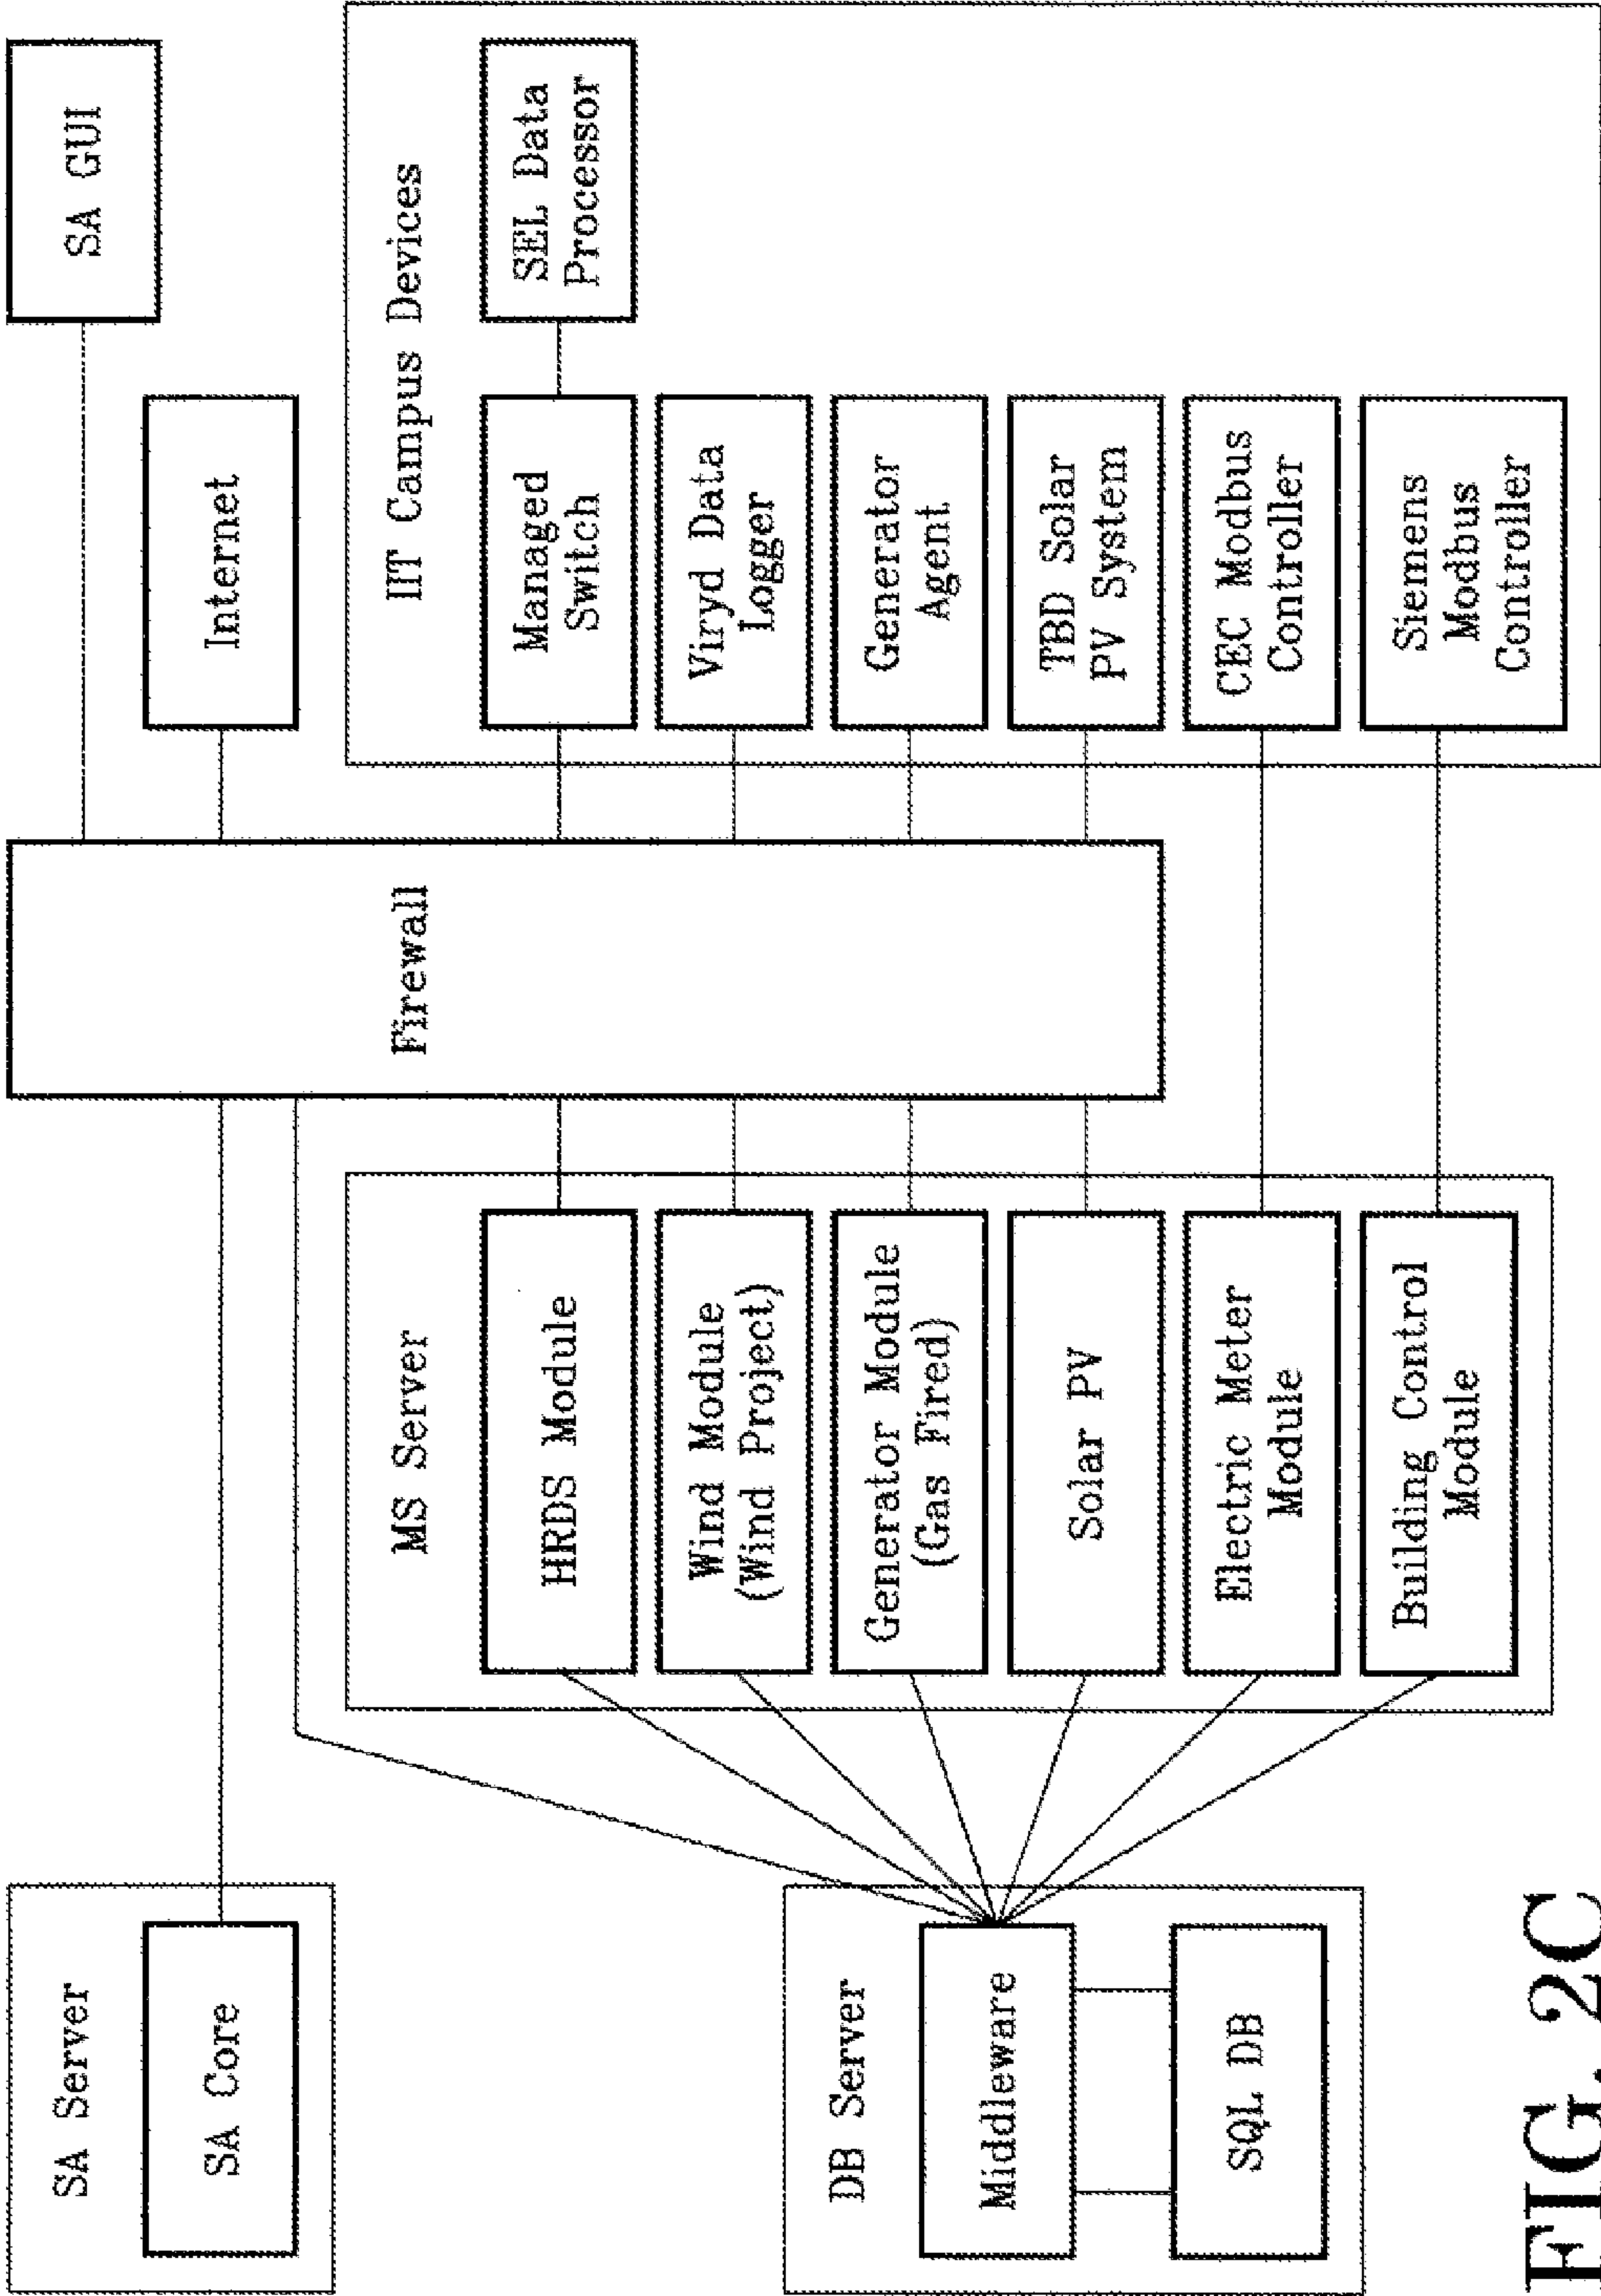 SA Server
SA Core
DB Server
Middleware
SQL DB
MS Server
HRDS Module
Wind Module
(Wind Project)
Generator Module
(Gas Fired)
Solar PV
Electric Meter
Module
Building Control
Module
Firewall
Internet
SA GUI
IIT Campus Devices
Managed
Switch
SEL Data
Processor
Viryd Data
Logger
Generator
Agent
TBD Solar
PV System
CEC Modbus
Controller
Siemens
Modbus
Controller
FIG. 2C